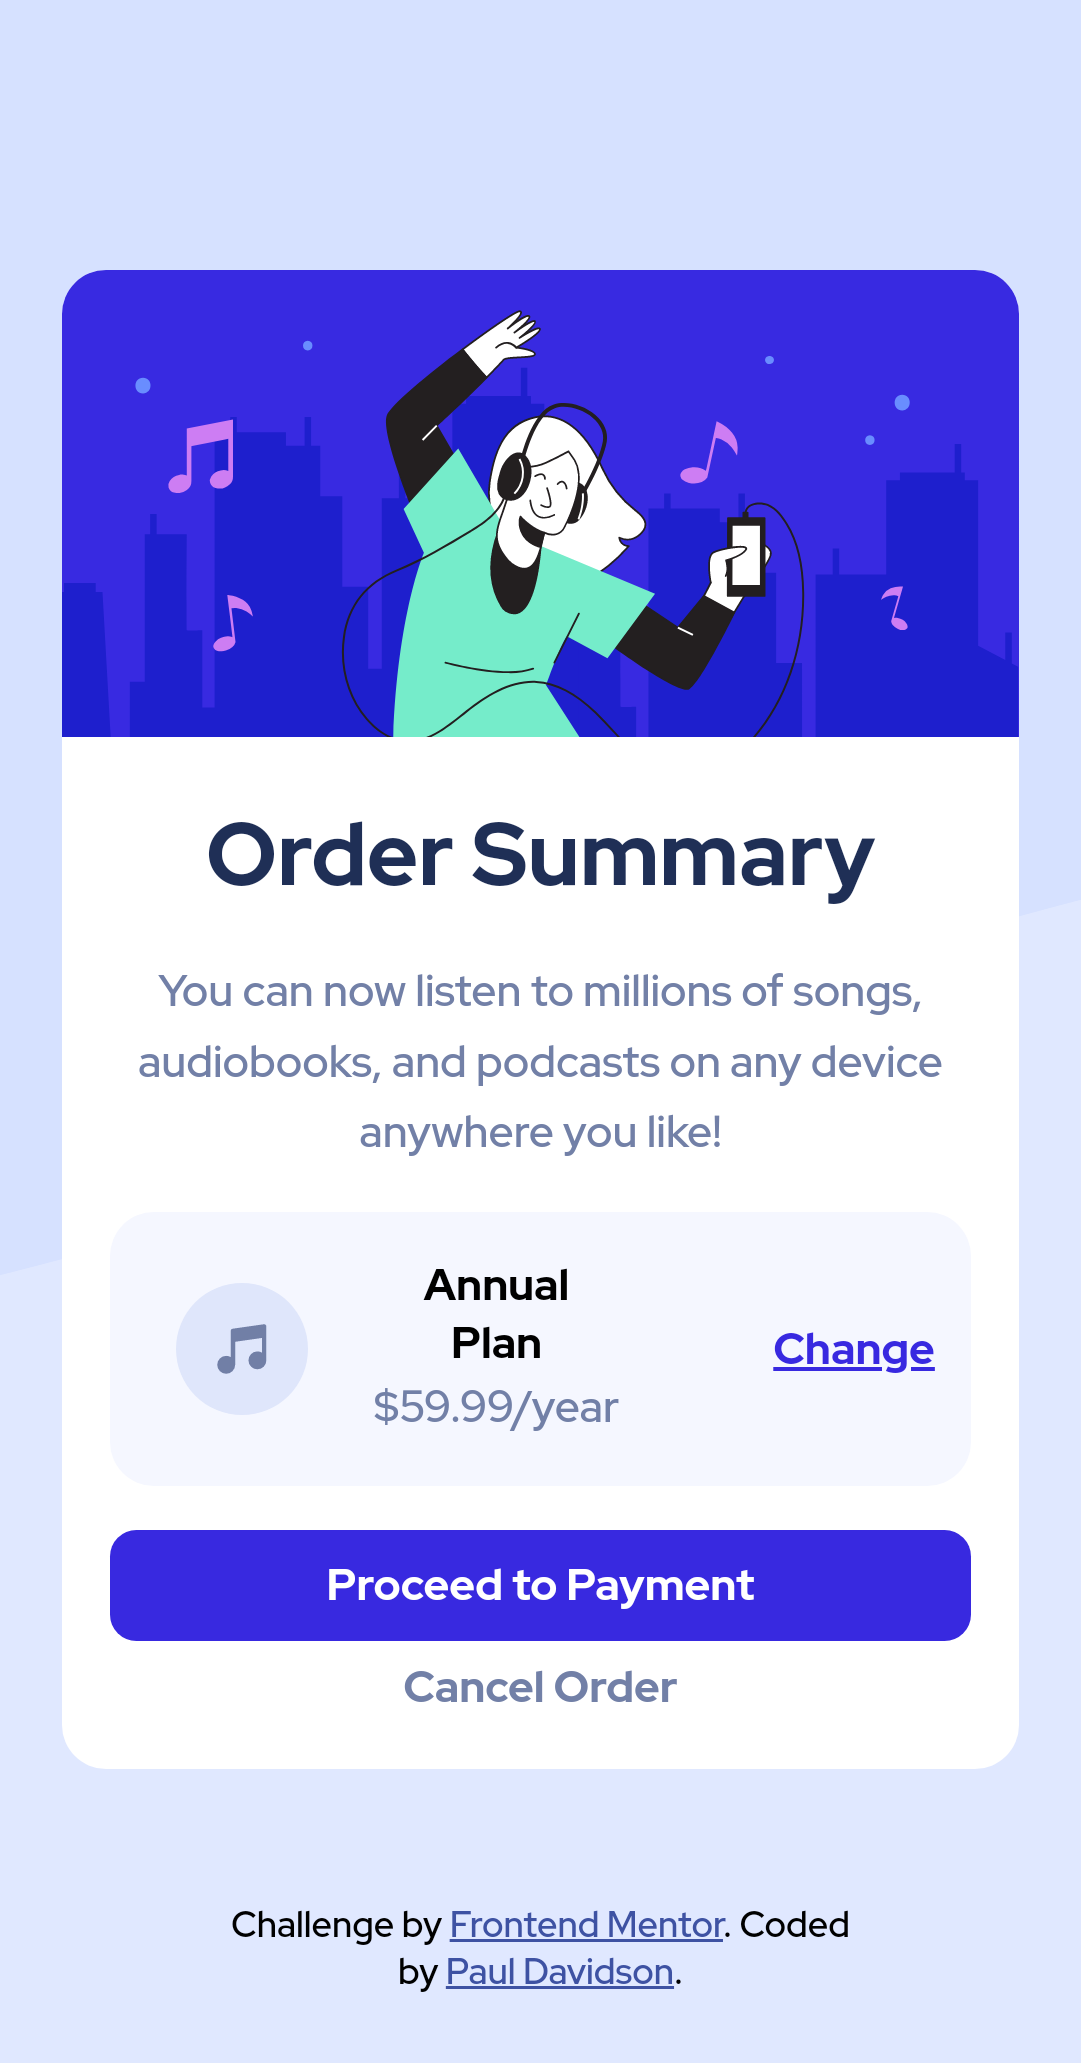 Order Summary
You can now listen to millions of songs,
audiobooks, and podcasts on any device
anywhere you like!
Annual
Plan
$59.99/year
Change
Proceed to Payment
Cancel Order
Challenge by Frontend Mentor. Coded
by Paul Davidson.